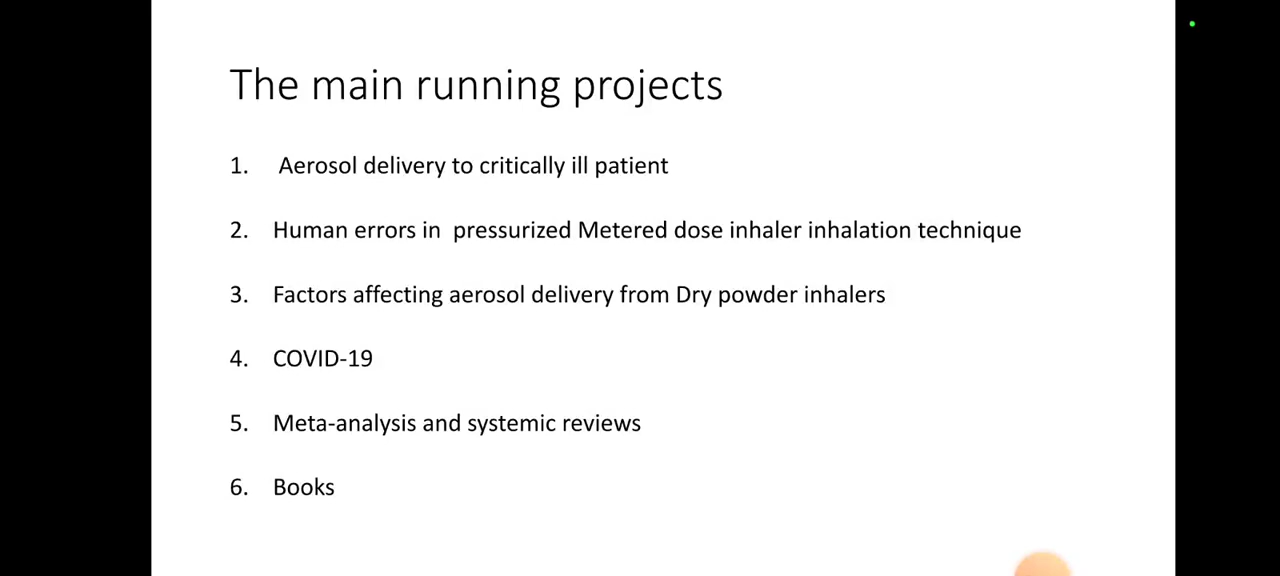 The main running projects
1. Aerosol delivery to critically ill patient
2. Human errors in pressurized Metered dose inhaler inhalation technique
3. Factors affecting aerosol delivery from Dry powder inhalers
4. COVID-19
5. Meta-analysis and systemic reviews
6. Books